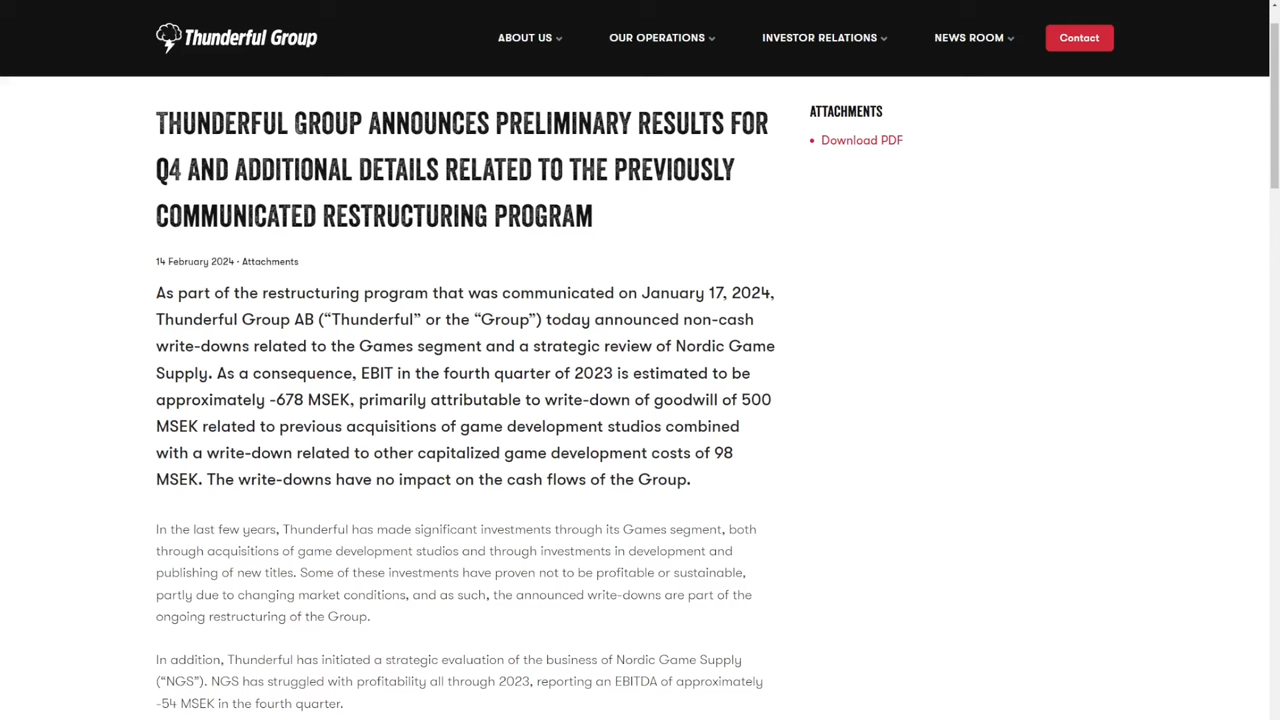 Thunderful Group
ABOUT US
OUR OPERATIONS
INVESTOR RELATIONS
NEWS ROOM
Contact
THUNDERFUL GROUP ANNOUNCES PRELIMINARY RESULTS FOR
Q4 AND ADDITIONAL DETAILS RELATED TO THE PREVIOUSLY
COMMUNICATED RESTRUCTURING PROGRAM
14 February 2024 · Attachments
As part of the restructuring program that was communicated on January 17, 2024,
Thunderful Group AB (“Thunderful” or the “Group”) today announced non-cash
write-downs related to the Games segment and a strategic review of Nordic Game
Supply. As a consequence, EBIT in the fourth quarter of 2023 is estimated to be
approximately -678 MSEK, primarily attributable to write-down of goodwill of 500
MSEK related to previous acquisitions of game development studios combined
with a write-down related to other capitalized game development costs of 98
MSEK. The write-downs have no impact on the cash flows of the Group.
In the last few years, Thunderful has made significant investments through its Games segment, both
through acquisitions of game development studios and through investments in development and
publishing of new titles. Some of these investments have proven not to be profitable or sustainable,
partly due to changing market conditions, and as such, the announced write-downs are part of the
ongoing restructuring of the Group.
In addition, Thunderful has initiated a strategic evaluation of the business of Nordic Game Supply
(“NGS”). NGS has struggled with profitability all through 2023, reporting an EBITDA of approximately
-54 MSEK in the fourth quarter.
ATTACHMENTS
• Download PDF